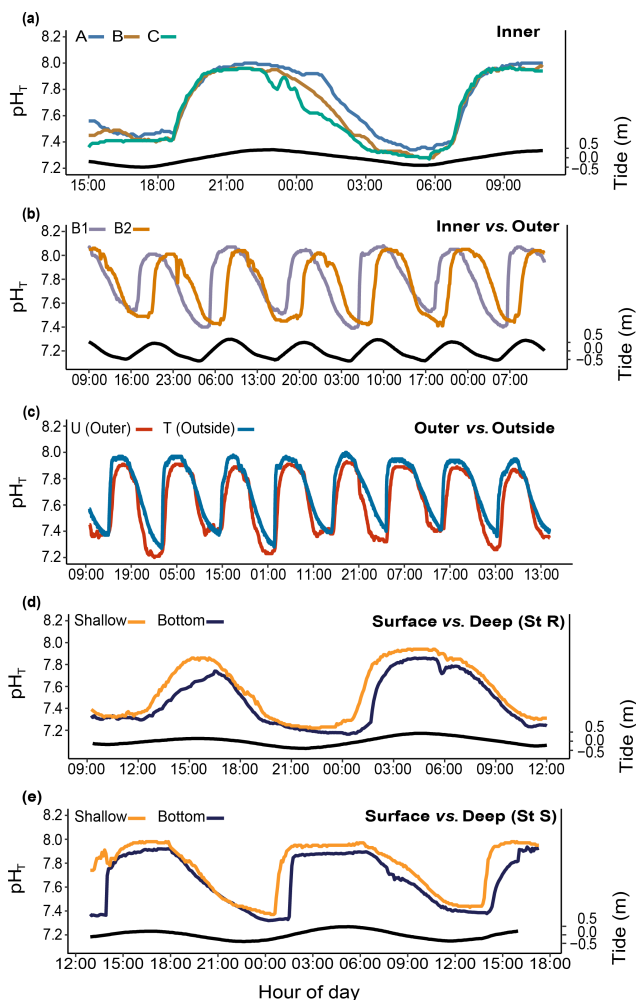 (a)
A B C Inner
8.2
8.0
7.8
7.6
7.4
7.2
pH_T
0.5
0.0
−0.5
Tide (m)
15:00 18:00 21:00 00:00 03:00 06:00 09:00
(b)
B1 B2 Inner vs. Outer
8.2
8.0
7.8
7.6
7.4
7.2
pH_T
0.5
−0.5
Tide (m)
09:00 16:00 23:00 06:00 13:00 20:00 03:00 10:00 17:00 00:00 07:00
(c)
U (Outer) T (Outside) Outer vs. Outside
8.2
8.0
7.8
7.6
7.4
7.2
pH_T
09:00 19:00 05:00 15:00 01:00 11:00 21:00 07:00 17:00 03:00 13:00
(d)
Shallow Bottom Surface vs. Deep (St R)
8.2
8.0
7.8
7.6
7.4
7.2
pH_T
0.5
0.0
−0.5
Tide (m)
09:00 12:00 15:00 18:00 21:00 00:00 03:00 06:00 09:00 12:00
(e)
Shallow Bottom Surface vs. Deep (St S)
8.2
8.0
7.8
7.6
7.4
7.2
pH_T
0.5
0.0
−0.5
Tide (m)
12:00 15:00 18:00 21:00 00:00 03:00 06:00 09:00 12:00 15:00 18:00
Hour of day